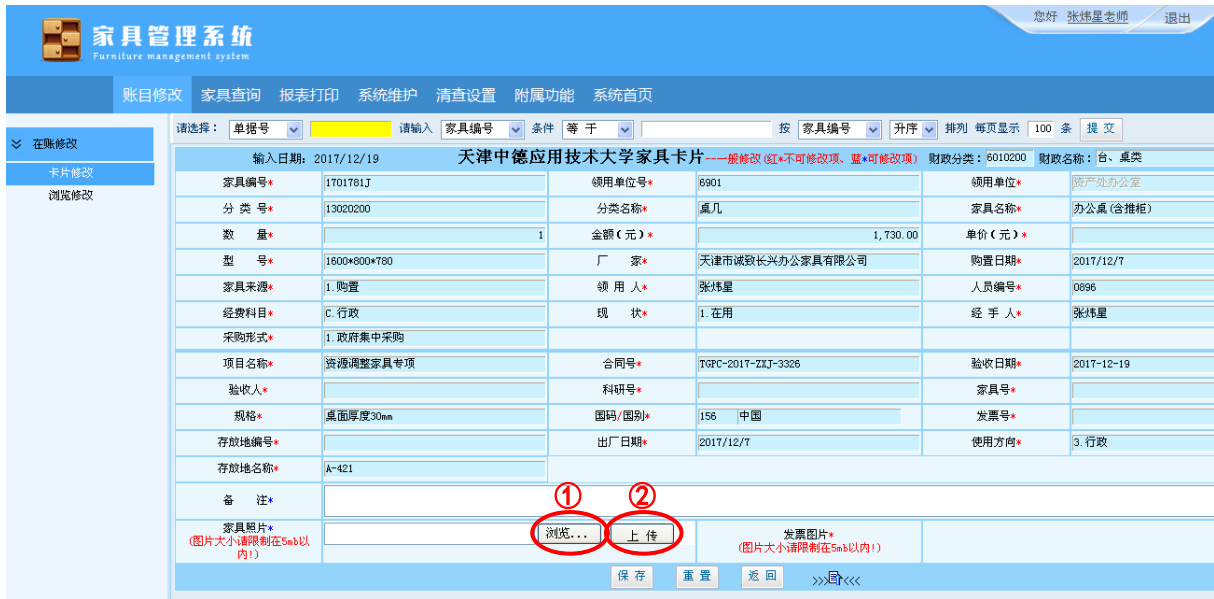 您好 张炜星老师 退出
家具管理系统
Furniture management system
账目修改 家具查询 报表打印 系统维护 清查设置 附属功能 系统首页
在账修改
卡片修改
浏览修改
请选择： 单据号 请输入 家具编号 条件 等 于 按 家具编号 升序 排列 每页显示 100 条 提 交
输入日期：2017/12/19 天津中德应用技术大学家具卡片---一般修改(红*不可修改项、蓝*可修改项) 财政分类：6010200 财政名称：台、桌类
家具编号* 1701781J 领用单位号* 6901 领用单位* 资产处办公室
分 类 号* 13020200 分类名称* 桌几 家具名称* 办公桌(含推柜)
数 量* 1 金额(元)* 1,730.00 单价(元)*
型 号* 1600*800*780 厂 家* 天津市诚致长兴办公家具有限公司 购置日期* 2017/12/7
家具来源* 1.购置 领 用 人* 张炜星 人员编号* 0896
经费科目* C.行政 现 状* 1.在用 经 手 人* 张炜星
采购形式* 1.政府集中采购
项目名称* 资源调整家具专项 合同号* TGPC-2017-ZXJ-3326 验收日期* 2017-12-19
验收人* 科研号* 家具号*
规格* 桌面厚度30mm 国码/国别* 156 中国 发票号*
存放地编号* 出厂日期* 2017/12/7 使用方向* 3.行政
存放地名称* A-421
备 注*
① ②
家具照片* 浏览... 上 传 发票图片*
(图片大小请限制在5mb以内!) (图片大小请限制在5mb以内!)
保 存 重 置 返 回 >>> <<<